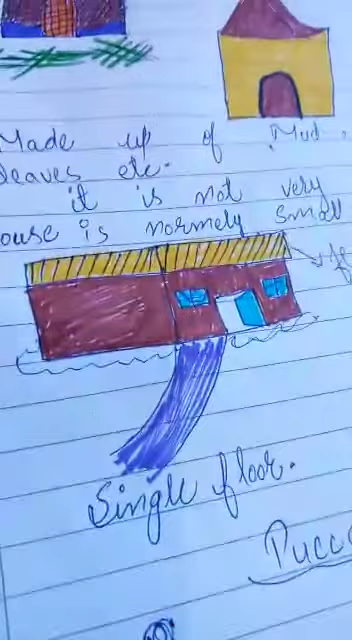 Made up of Mud,
leaves etc.
it is not very
ouse is normely small
Single floor.
Pucc